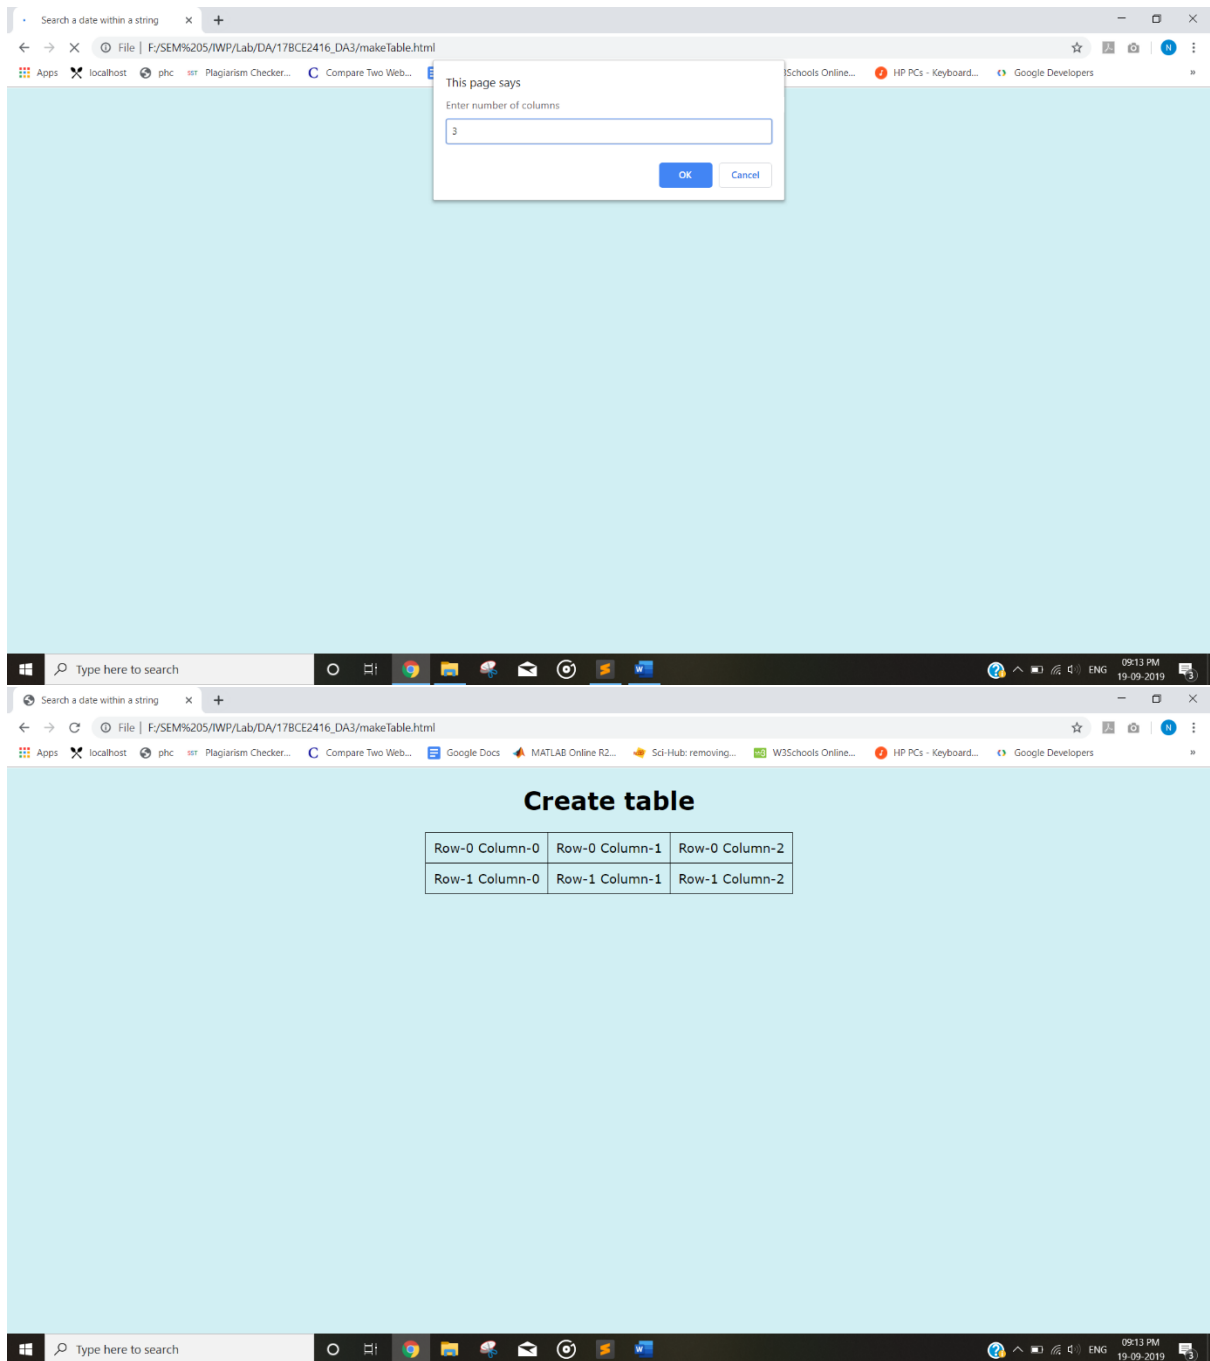 Search a date within a string
File | F:/SEM%205/IWP/Lab/DA/17BCE2416_DA3/makeTable.html
N
Apps localhost phc SST Plagiarism Checker... C Compare Two Web... 3Schools Online... HP PCs - Keyboard... Google Developers »
This page says
Enter number of columns
3
OK Cancel
Type here to search
ENG 09:13 PM
19-09-2019
3
Search a date within a string
File | F:/SEM%205/IWP/Lab/DA/17BCE2416_DA3/makeTable.html
N
Apps localhost phc SST Plagiarism Checker... C Compare Two Web... Google Docs MATLAB Online R2... Sci-Hub: removing... W3Schools Online... HP PCs - Keyboard... Google Developers »
Create table
Row-0 Column-0 Row-0 Column-1 Row-0 Column-2
Row-1 Column-0 Row-1 Column-1 Row-1 Column-2
Type here to search
ENG 09:13 PM
19-09-2019
3